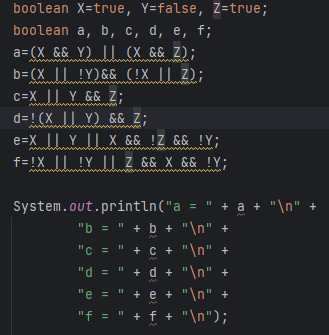 boolean X=true, Y=false, Z=true;
boolean a, b, c, d, e, f;
a=(X && Y) || (X && Z);
b=(X || !Y)&& (!X || Z);
c=X || Y && Z;
d=!(X || Y) && Z;
e=X || Y || X && !Z && !Y;
f=!X || !Y || Z && X && !Y;
System.out.println("a = " + a + "\n" +
"b = " + b + "\n" +
"c = " + c + "\n" +
"d = " + d + "\n" +
"e = " + e + "\n" +
"f = " + f + "\n");